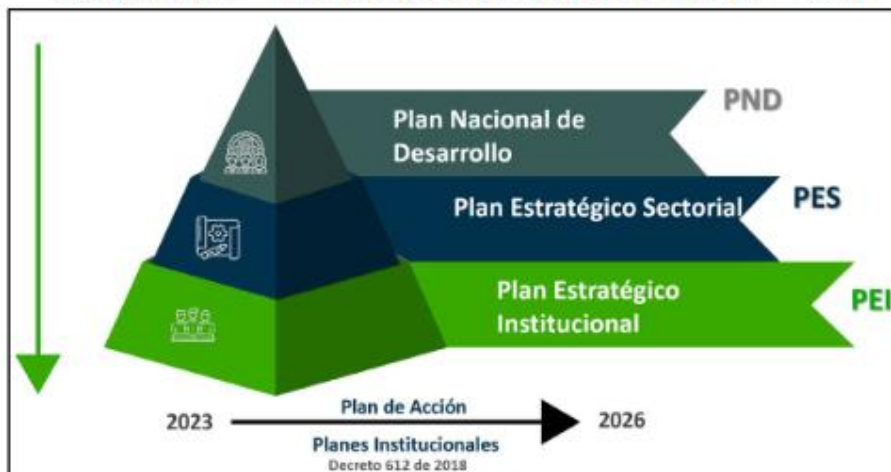 Plan Nacional de
Desarrollo
PND
Plan Estratégico Sectorial
PES
Plan Estratégico
Institucional
PEI
2023
Plan de Acción
2026
Planes Institucionales
Decreto 612 de 2018